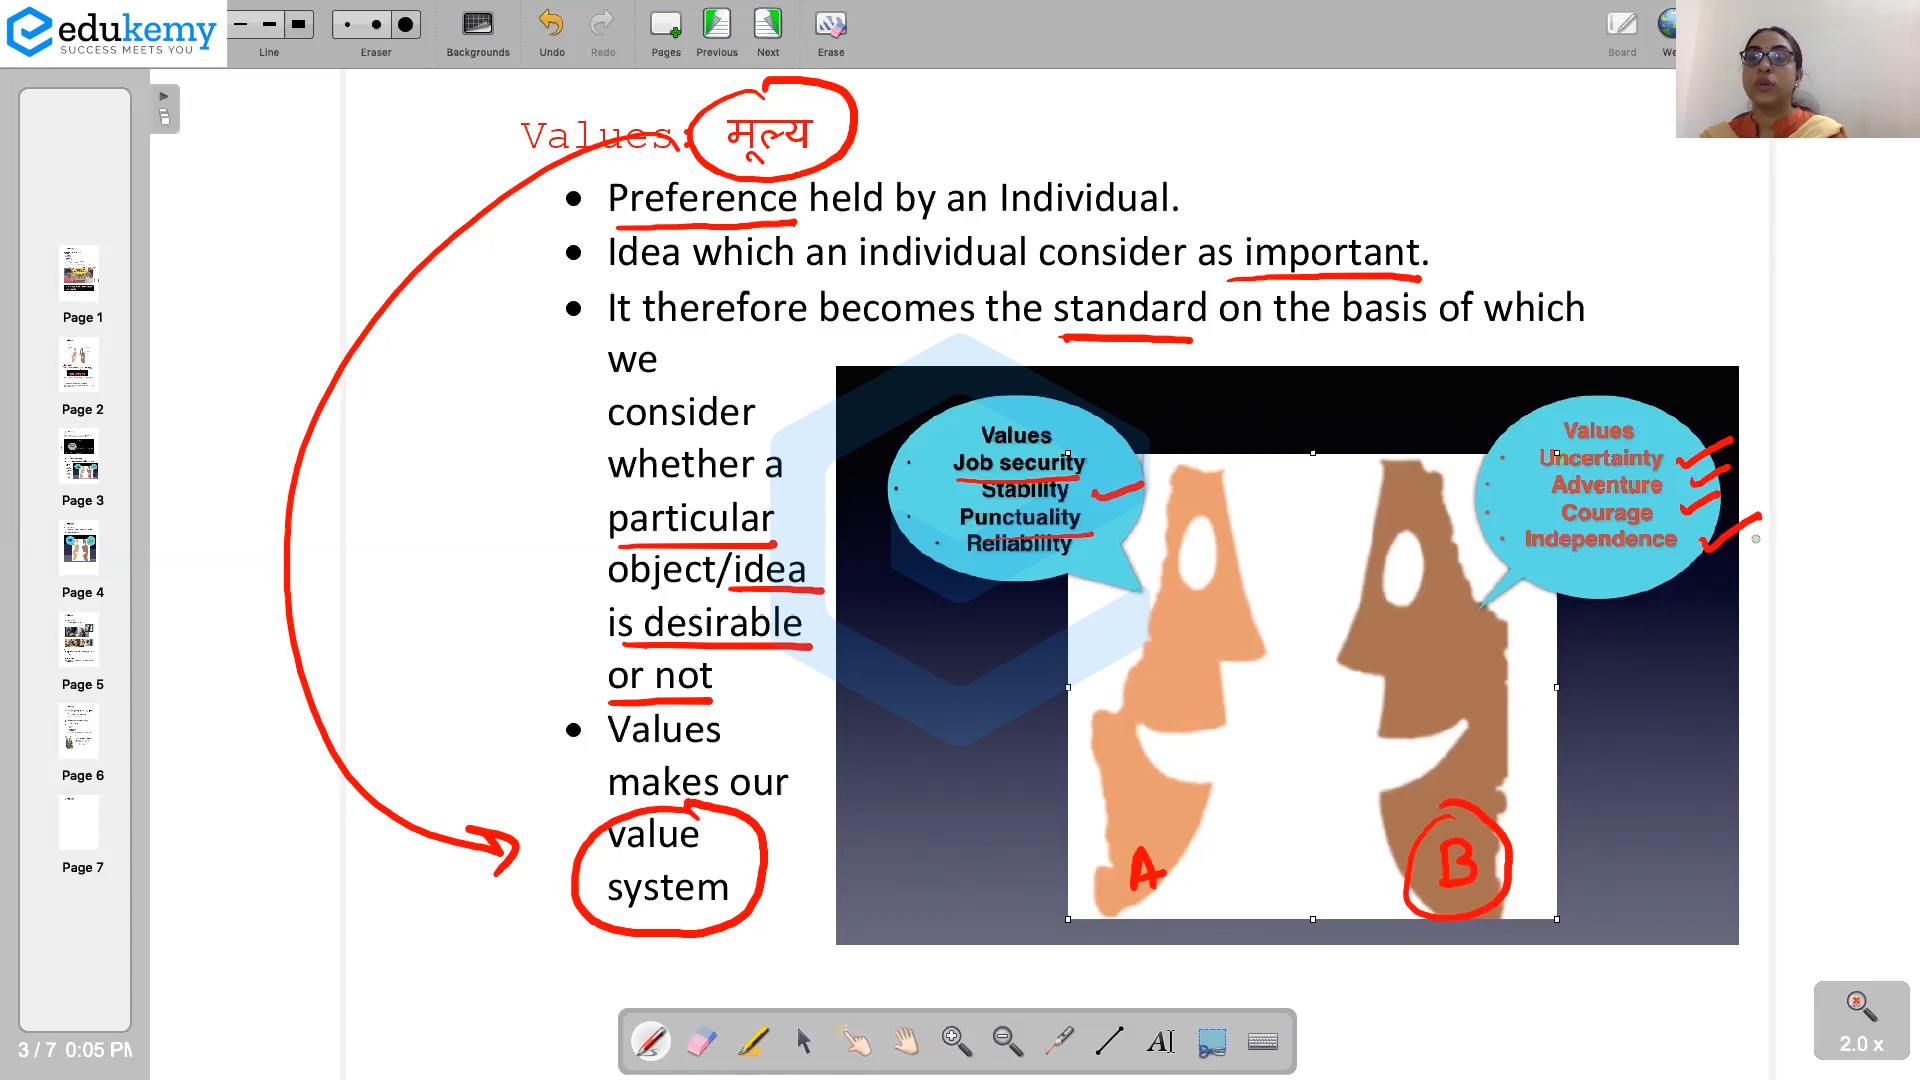 edukemy
SUCCESS MEETS YOU
Line
Eraser
Backgrounds
Undo
Redo
Pages
Previous
Next
Erase
Board
Values: मूल्य
• Preference held by an Individual.
• Idea which an individual consider as important.
• It therefore becomes the standard on the basis of which
we
consider
whether a
particular
object/idea
is desirable
or not
• Values
makes our
value
system
Values
• Job security
• Stability
• Punctuality
• Reliability
Values
• Uncertainty
• Adventure
• Courage
• Independence
A
B
Page 1
Page 2
Page 3
Page 4
Page 5
Page 6
Page 7
3 / 7 0:05 PM
2.0 x